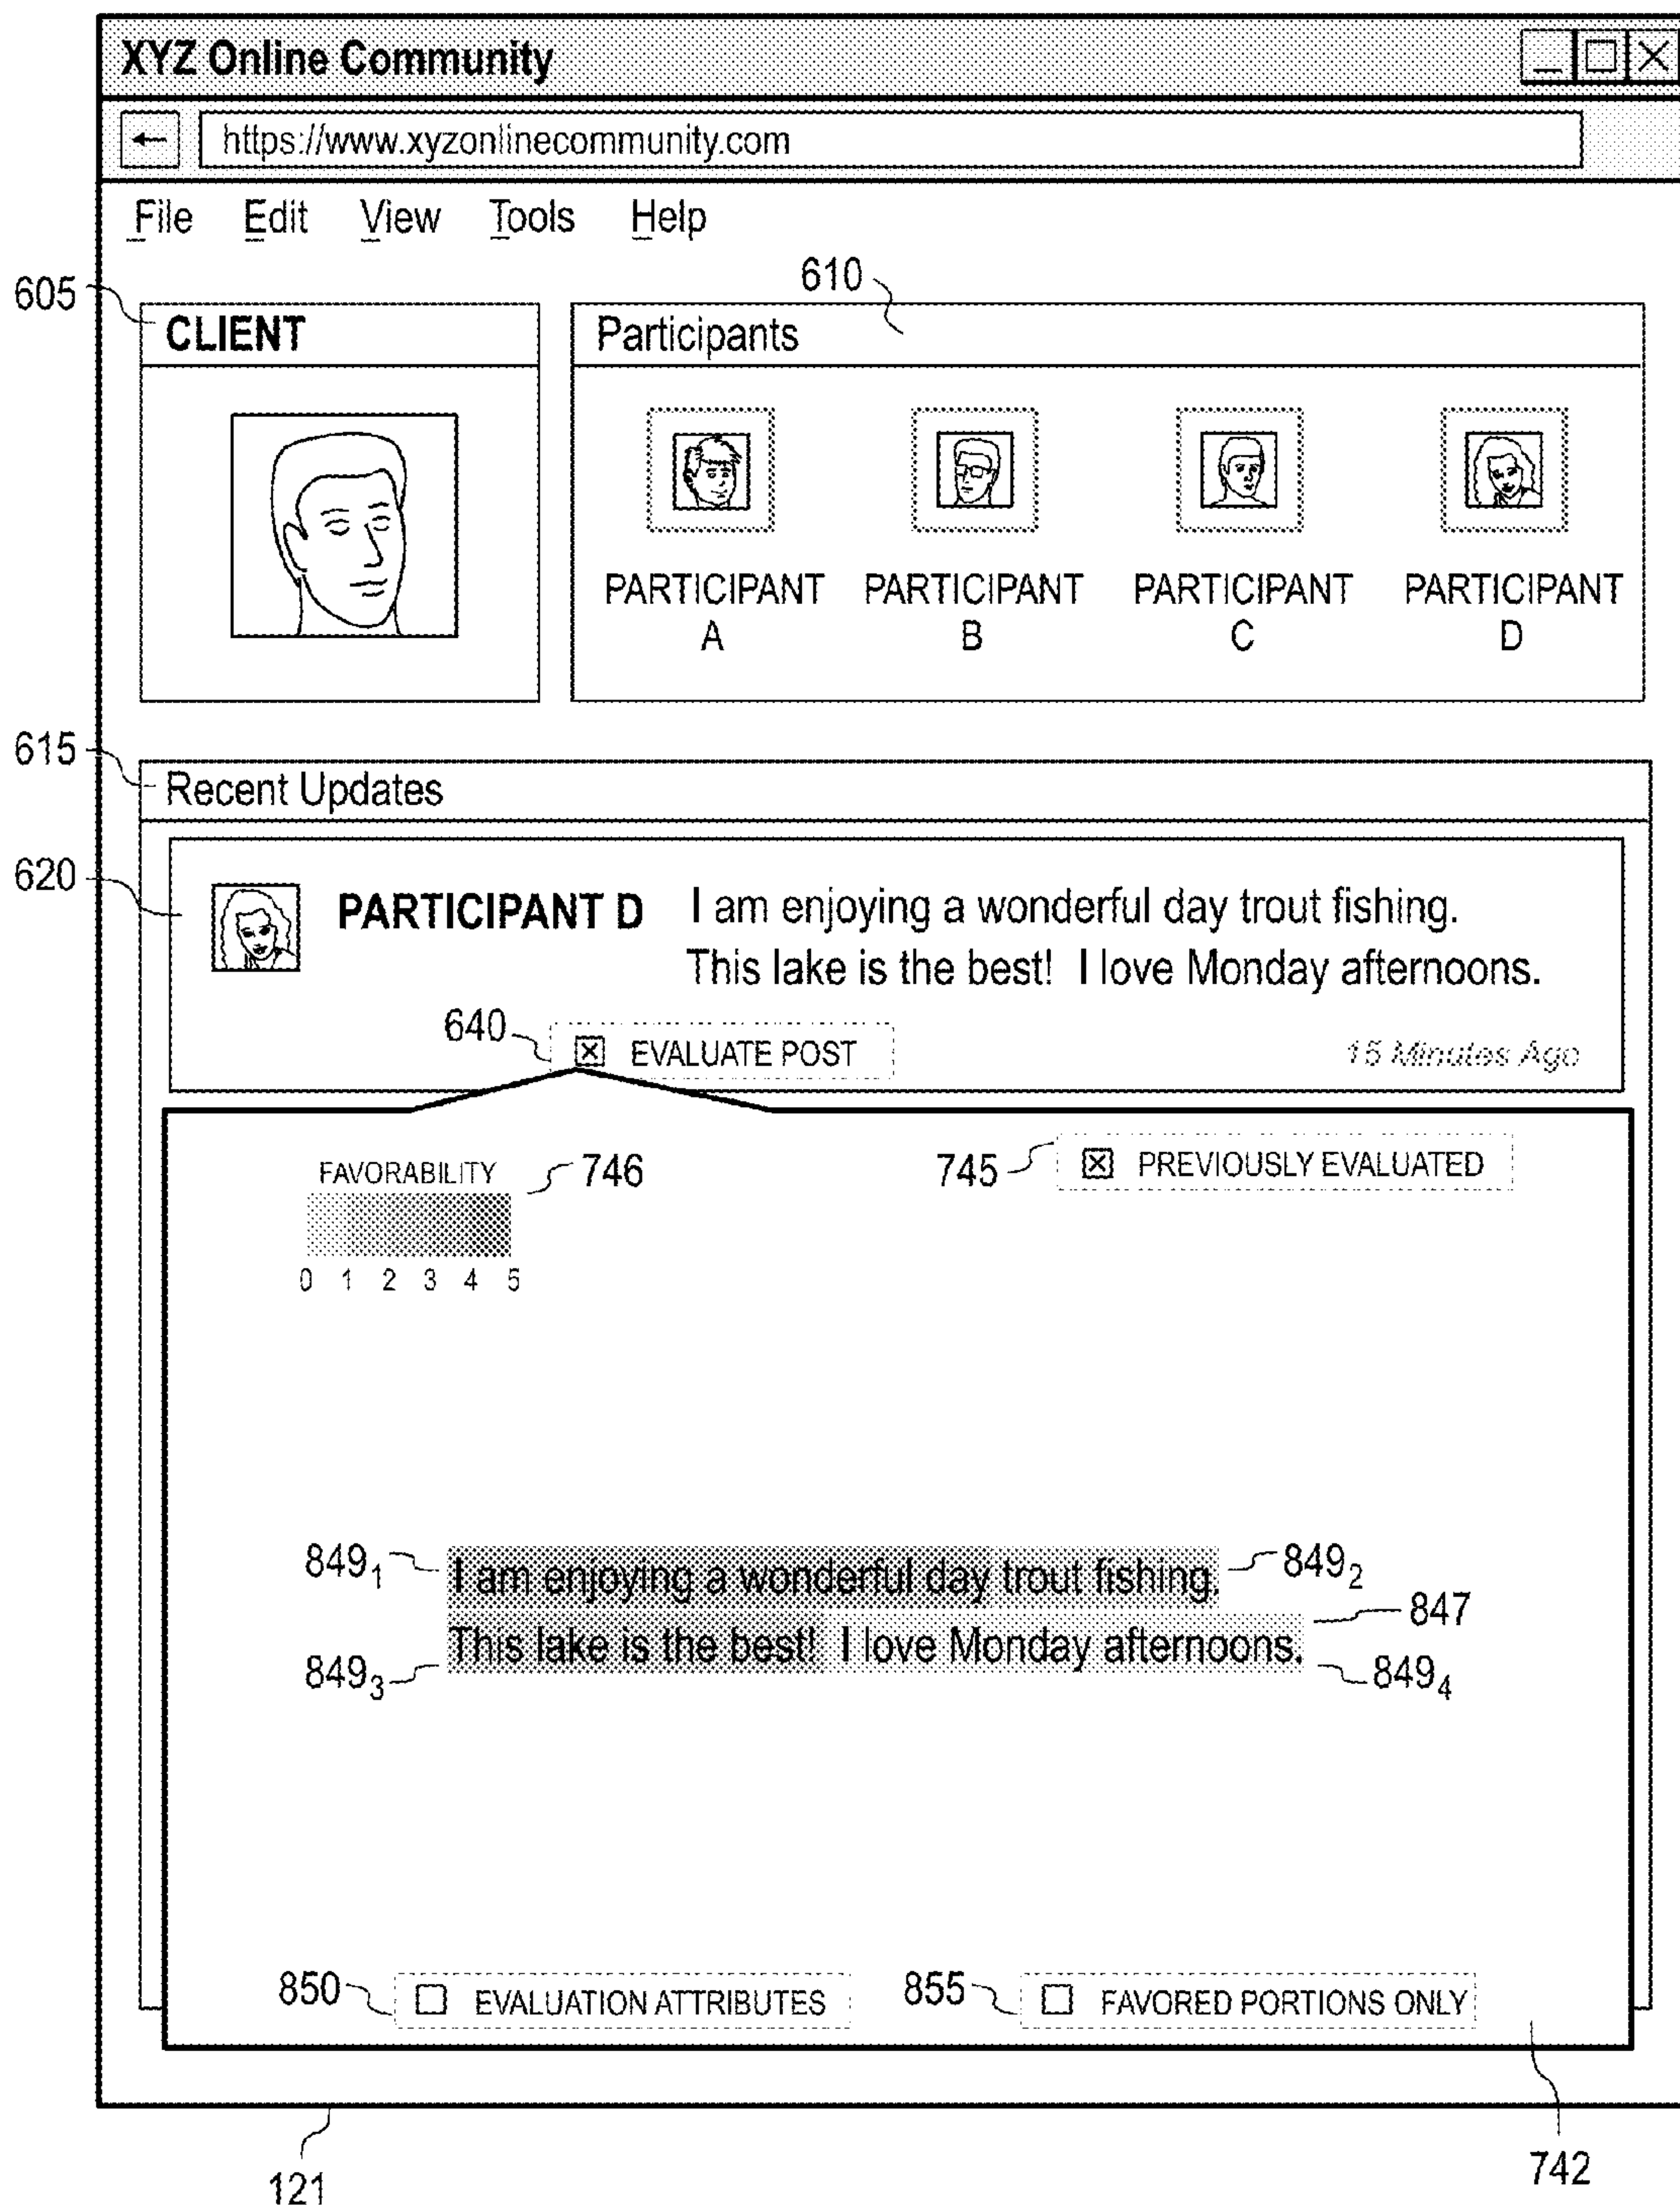 XYZ Online Community
https://www.xyzonlinecommunity.com
File Edit View Tools Help
605
610
CLIENT
Participants
PARTICIPANT A
PARTICIPANT B
PARTICIPANT C
PARTICIPANT D
615
Recent Updates
620
PARTICIPANT D
I am enjoying a wonderful day trout fishing.
This lake is the best! I love Monday afternoons.
640
EVALUATE POST
15 Minutes Ago
FAVORABILITY
746
745
PREVIOUSLY EVALUATED
0 1 2 3 4 5
849₁
I am enjoying a wonderful day trout fishing.
849₂
847
This lake is the best! I love Monday afternoons.
849₃
849₄
850
EVALUATION ATTRIBUTES
855
FAVORED PORTIONS ONLY
121
742